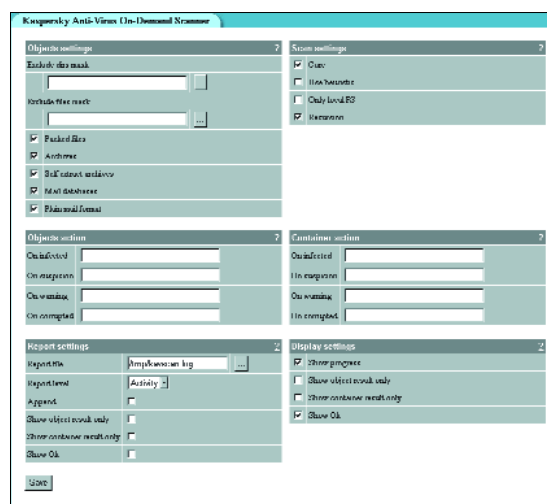 Kaspersky Anti-Virus On-Demand Scanner
Objects settings ?
Exclude dirs mask
Exclude files mask
...
Packed files
Archives
Self extract archives
Mail databases
Plain mail format
Scan settings ?
Cure
Use heuristic
Only local FS
Recursion
Objects action ?
On infected
On suspicion
On warning
On corrupted
Container action ?
On infected
On suspicion
On warning
On corrupted
Report settings ?
Report file /tmp/kavscan.log ...
Report level Activity
Append
Show object result only
Show container result only
Show Ok
Display settings ?
Show progress
Show object result only
Show container result only
Show Ok
Save